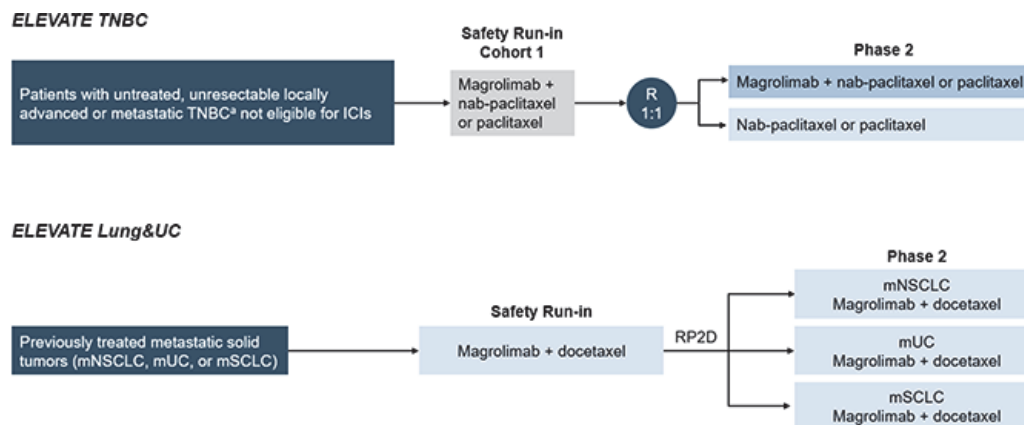 ELEVATE TNBC
Safety Run-in
Cohort 1
Phase 2
Patients with untreated, unresectable locally
advanced or metastatic TNBCᵃ not eligible for ICIs
Magrolimab +
nab-paclitaxel
or paclitaxel
R
1:1
Magrolimab + nab-paclitaxel or paclitaxel
Nab-paclitaxel or paclitaxel
ELEVATE Lung&UC
Phase 2
Safety Run-in
Previously treated metastatic solid
tumors (mNSCLC, mUC, or mSCLC)
Magrolimab + docetaxel
RP2D
mNSCLC
Magrolimab + docetaxel
mUC
Magrolimab + docetaxel
mSCLC
Magrolimab + docetaxel